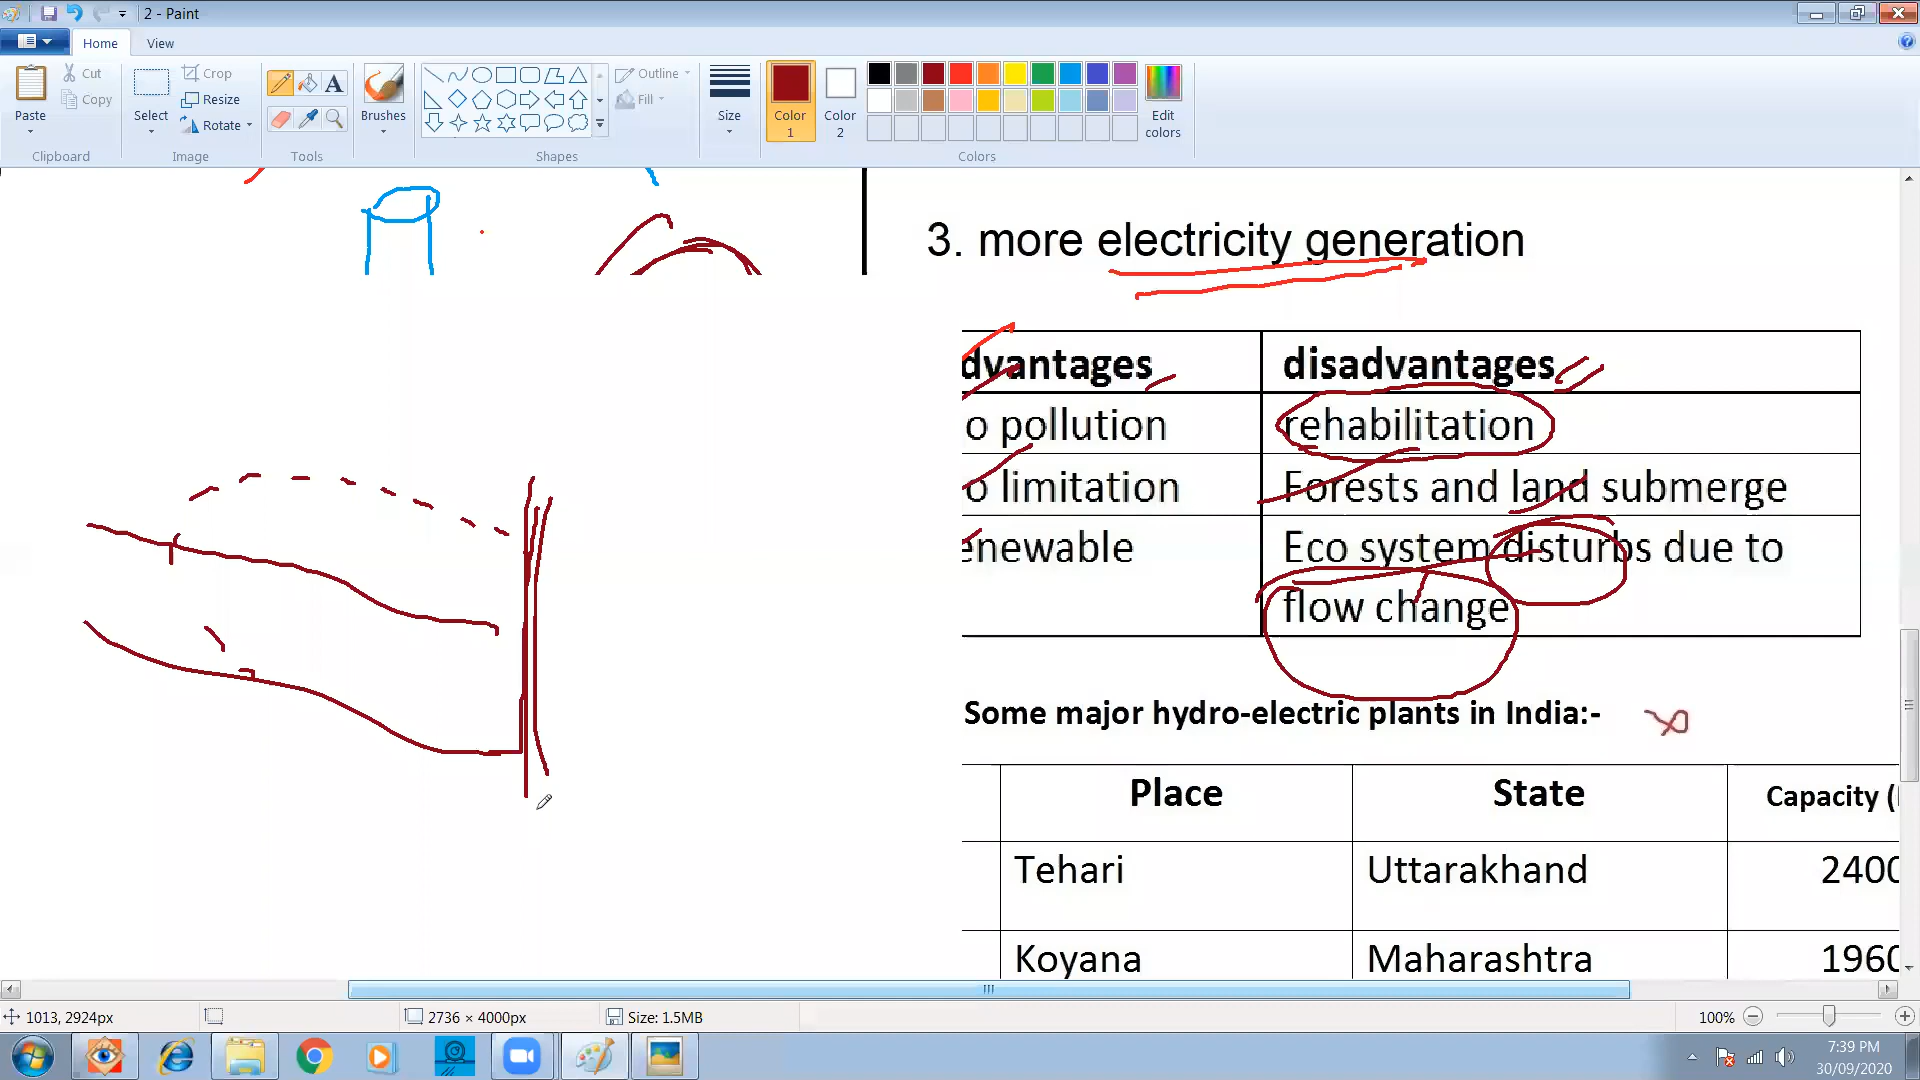 2 - Paint
Home
View
Paste
Cut
Copy
Clipboard
Select
Crop
Resize
Rotate
Image
A
Tools
Brushes
Shapes
Outline
Fill
Size
Color
1
Color
2
Edit
colors
Colors
3. more electricity generation
dvantages disadvantages
o pollution rehabilitation
o limitation Forests and land submerge
enewable Eco system disturbs due to
flow change
Some major hydro-electric plants in India:-
Place State Capacity (
Tehari Uttarakhand 2400
Koyana Maharashtra 1960
1013, 2924px
2736 × 4000px
Size: 1.5MB
100%
7:39 PM
30/09/2020